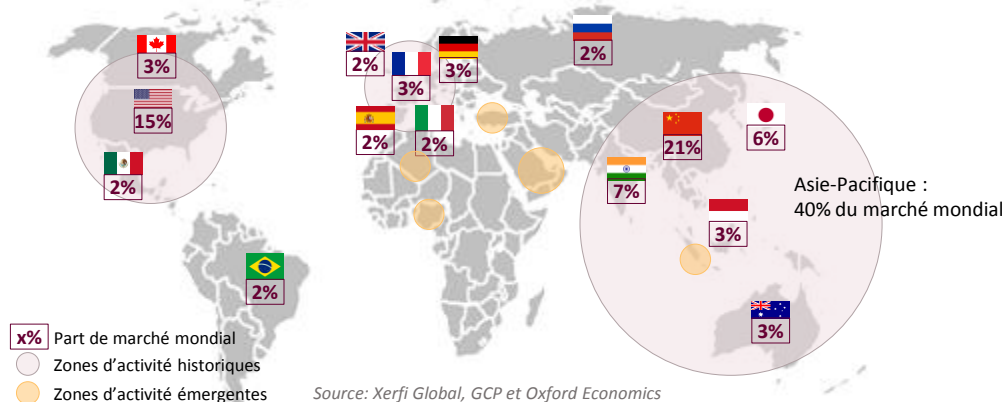 3%
15%
2%
2%
2%
3%
3%
2%
2%
2%
21%
6%
7%
3%
3%
Asie-Pacifique :
40% du marché mondial
x% Part de marché mondial
Zones d'activité historiques
Zones d'activité émergentes
Source: Xerfi Global, GCP et Oxford Economics